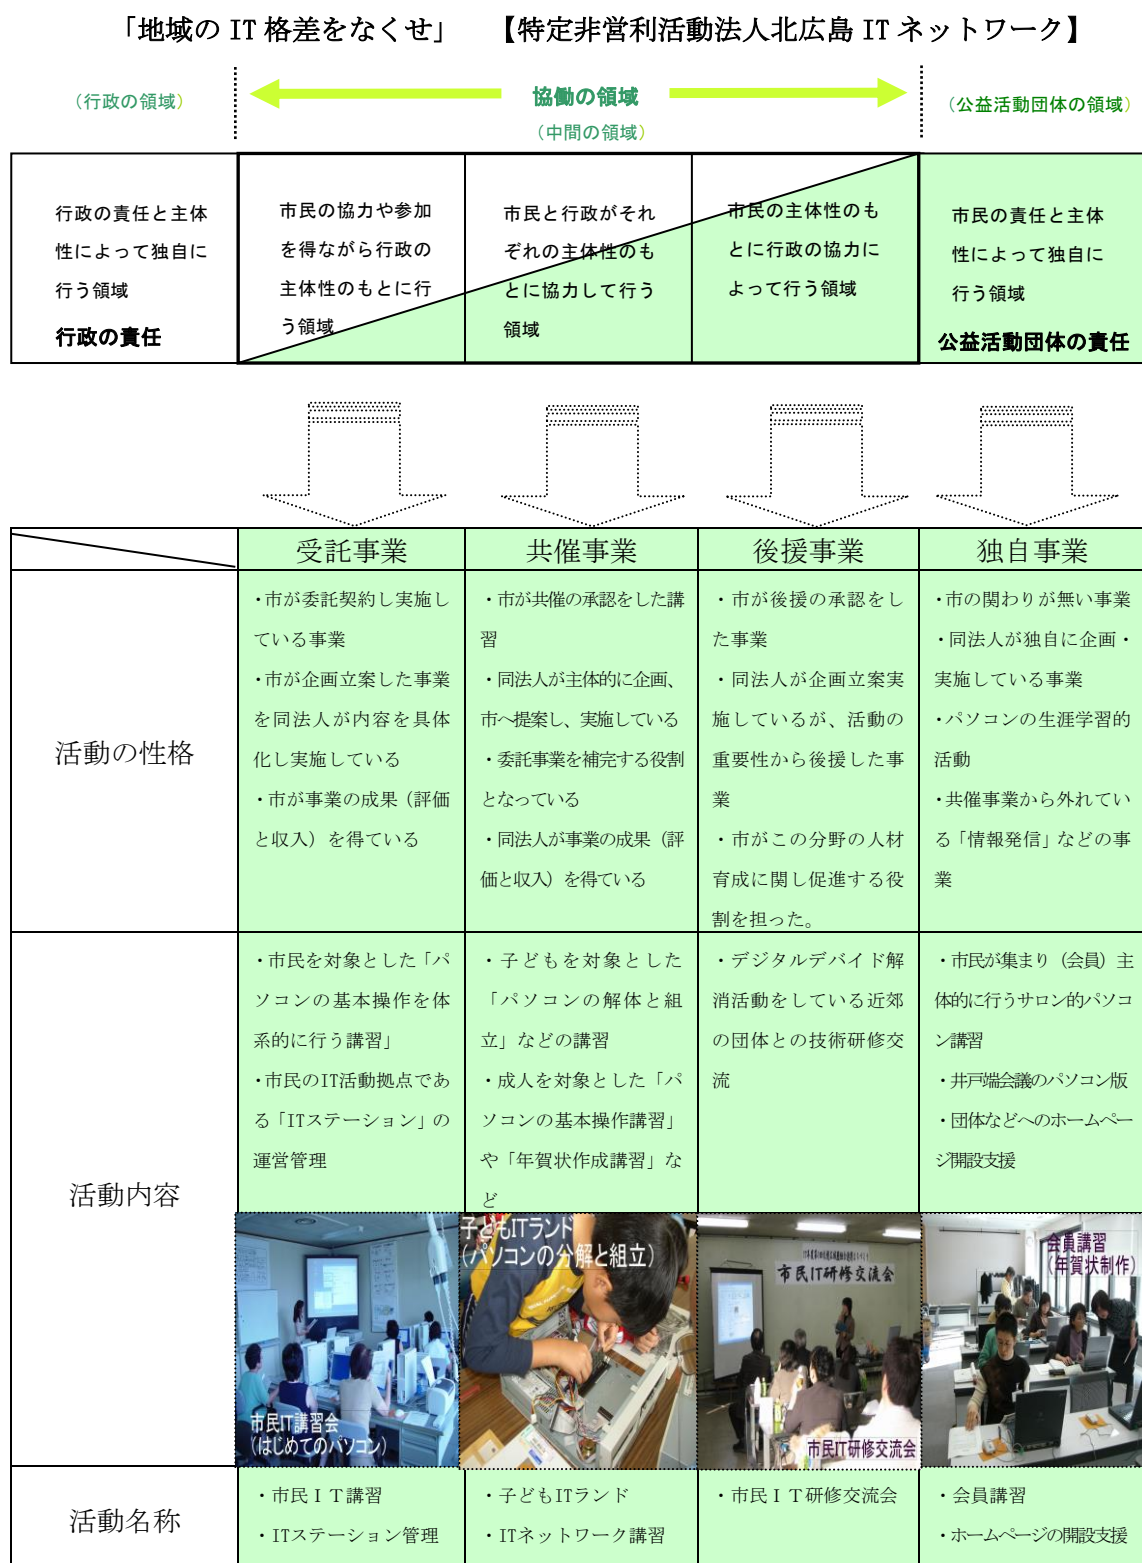 「地域の IT 格差をなくせ」 【特定非営利活動法人北広島 IT ネットワーク】
（行政の領域）
協働の領域
（中間の領域）
（公益活動団体の領域）
行政の責任と主体
性によって独自に
行う領域
行政の責任
市民の協力や参加
を得ながら行政の
主体性のもとに行
う領域
市民と行政がそれ
ぞれの主体性のも
とに協力して行う
領域
市民の主体性のも
とに行政の協力に
よって行う領域
市民の責任と主体
性によって独自に
行う領域
公益活動団体の責任
受託事業
共催事業
後援事業
独自事業
活動の性格
・市が委託契約し実施し
ている事業
・市が企画立案した事業
を同法人が内容を具体
化し実施している
・市が事業の成果（評価
と収入）を得ている
・市が共催の承認をした講
習
・同法人が主体的に企画、
市へ提案し、実施している
・委託事業を補完する役割
となっている
・同法人が事業の成果（評
価と収入）を得ている
・市が後援の承認をし
た事業
・同法人が企画立案実
施しているが、活動の
重要性から後援した事
業
・市がこの分野の人材
育成に関し促進する役
割を担った。
・市の関わりが無い事業
・同法人が独自に企画・
実施している事業
・パソコンの生涯学習的
活動
・共催事業から外れてい
る「情報発信」などの事
業
活動内容
・市民を対象とした「パ
ソコンの基本操作を体
系的に行う講習」
・市民のIT活動拠点であ
る「ITステーション」の
運営管理
・子どもを対象とした
「パソコンの解体と組
立」などの講習
・成人を対象とした「パ
ソコンの基本操作講習」
や「年賀状作成講習」な
ど
・デジタルデバイド解
消活動をしている近郊
の団体との技術研修交
流
・市民が集まり（会員）主
体的に行うサロン的パソコ
ン講習
・井戸端会議のパソコン版
・団体などへのホームペー
ジ開設支援
市民IT講習会
（はじめてのパソコン）
子どもITランド
（パソコンの分解と組立）
市民IT研修交流会
市民IT研修交流会
会員講習
（年賀状制作）
活動名称
・市民ＩＴ講習
・ITステーション管理
・子どもITランド
・ITネットワーク講習
・市民ＩＴ研修交流会
・会員講習
・ホームページの開設支援